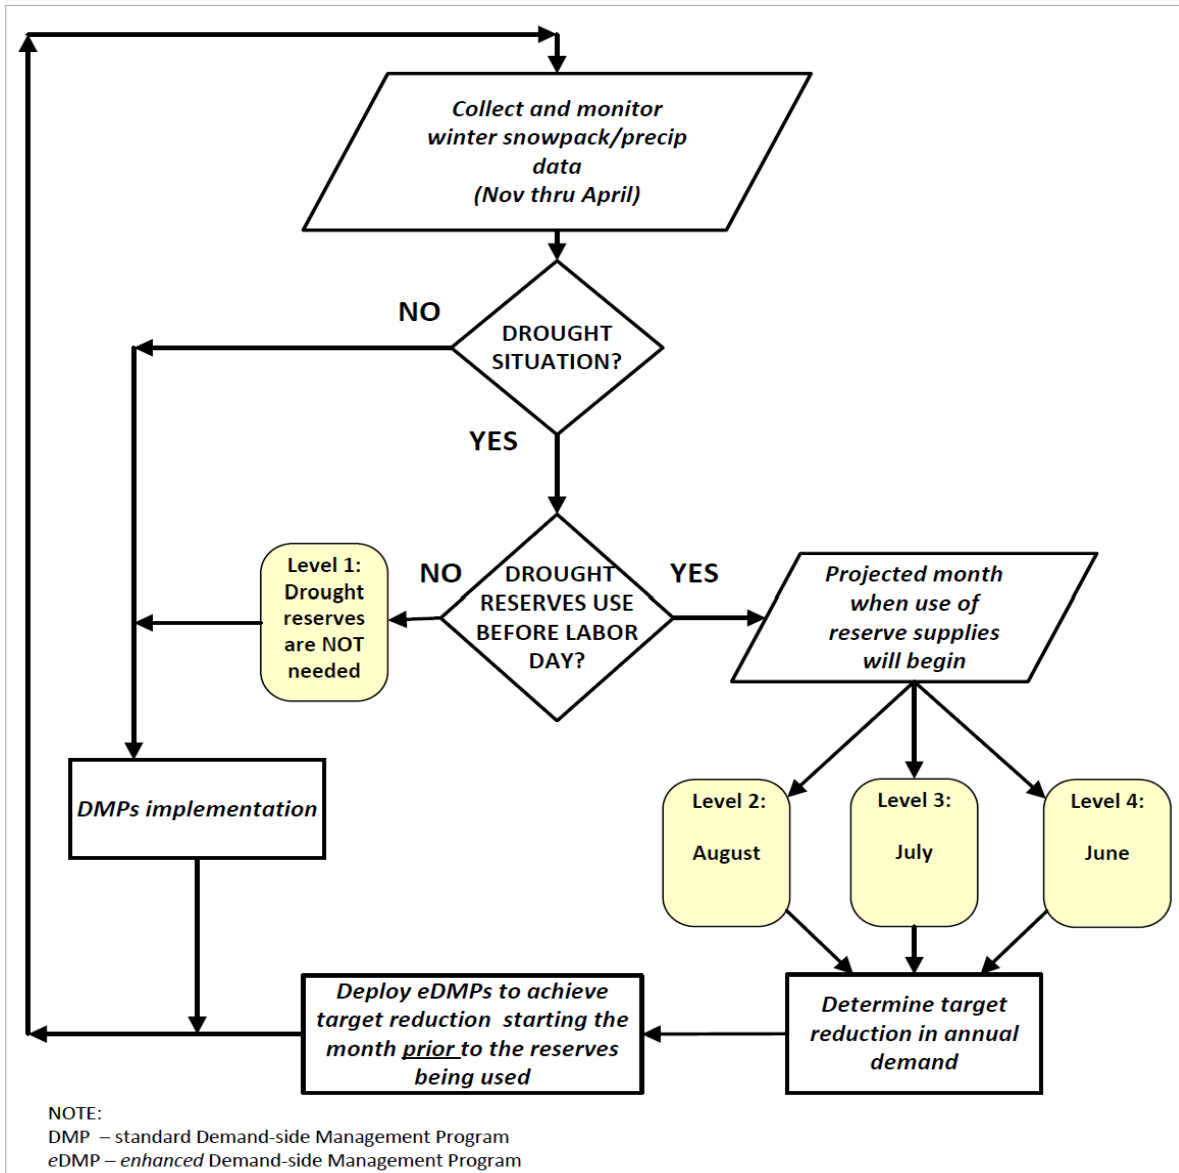 Collect and monitor
winter snowpack/precip
data
(Nov thru April)
NO
DROUGHT
SITUATION?
YES
Level 1:
Drought
reserves
are NOT
needed
NO
DROUGHT
RESERVES USE
BEFORE LABOR
DAY?
YES
Projected month
when use of
reserve supplies
will begin
DMPs implementation
Level 2:
August
Level 3:
July
Level 4:
June
Deploy eDMPs to achieve
target reduction starting the
month prior to the reserves
being used
Determine target
reduction in annual
demand
NOTE:
DMP – standard Demand-side Management Program
eDMP – enhanced Demand-side Management Program